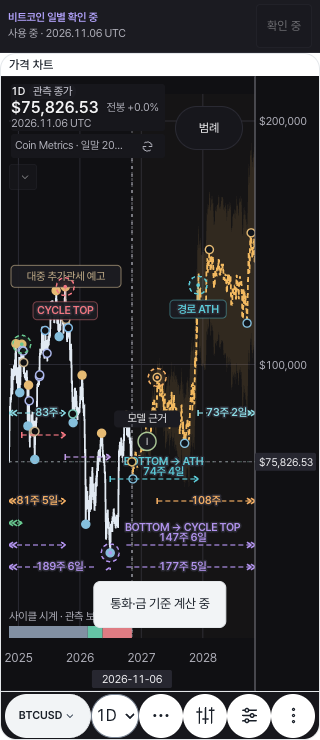 비트코인 일별 확인 중
사용 중 · 2026.11.06 UTC
확인 중
가격 차트
1D 관측 종가
$75,826.53 전봉 +0.0%
2026.11.06 UTC
Coin Metrics · 일말 20...
범례
$200,000
대중 추가관세 예고
CYCLE TOP
경로 ATH
$100,000
83주
73주 2일
모델 근거
BOTTOM → ATH
74주 4일
$75,826.53
81주 5일
108주
BOTTOM → CYCLE TOP
147주 6일
189주 6일
177주 5일
통화·금 기준 계산 중
사이클 시계 · 관측 보
2025
2026
2027
2028
2026-11-06
BTCUSD
1D